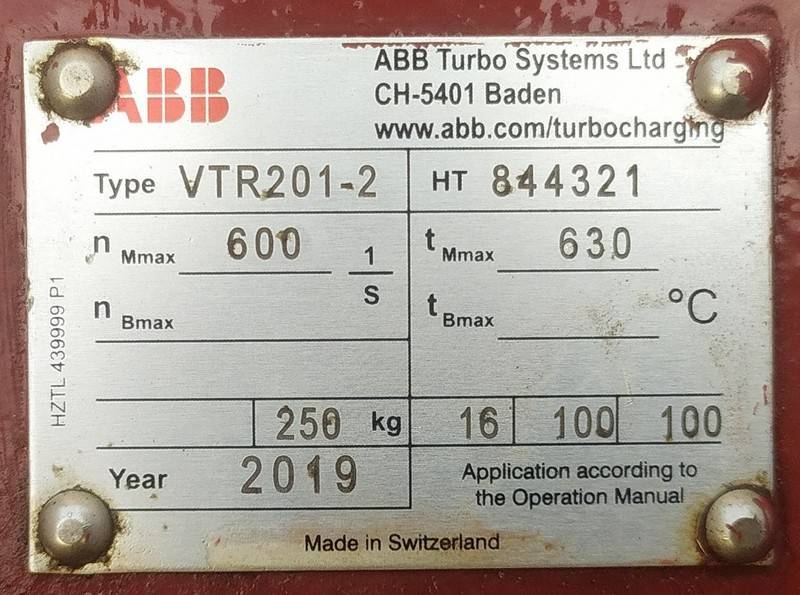 ABB
ABB Turbo Systems Ltd
CH-5401 Baden
www.abb.com/turbocharging
Type VTR201-2 HT 844321
n Mmax 600 1/S t Mmax 630
n Bmax t Bmax °C
250 kg 16 100 100
Year 2019 Application according to
the Operation Manual
Made in Switzerland
HZTL 439999 P1